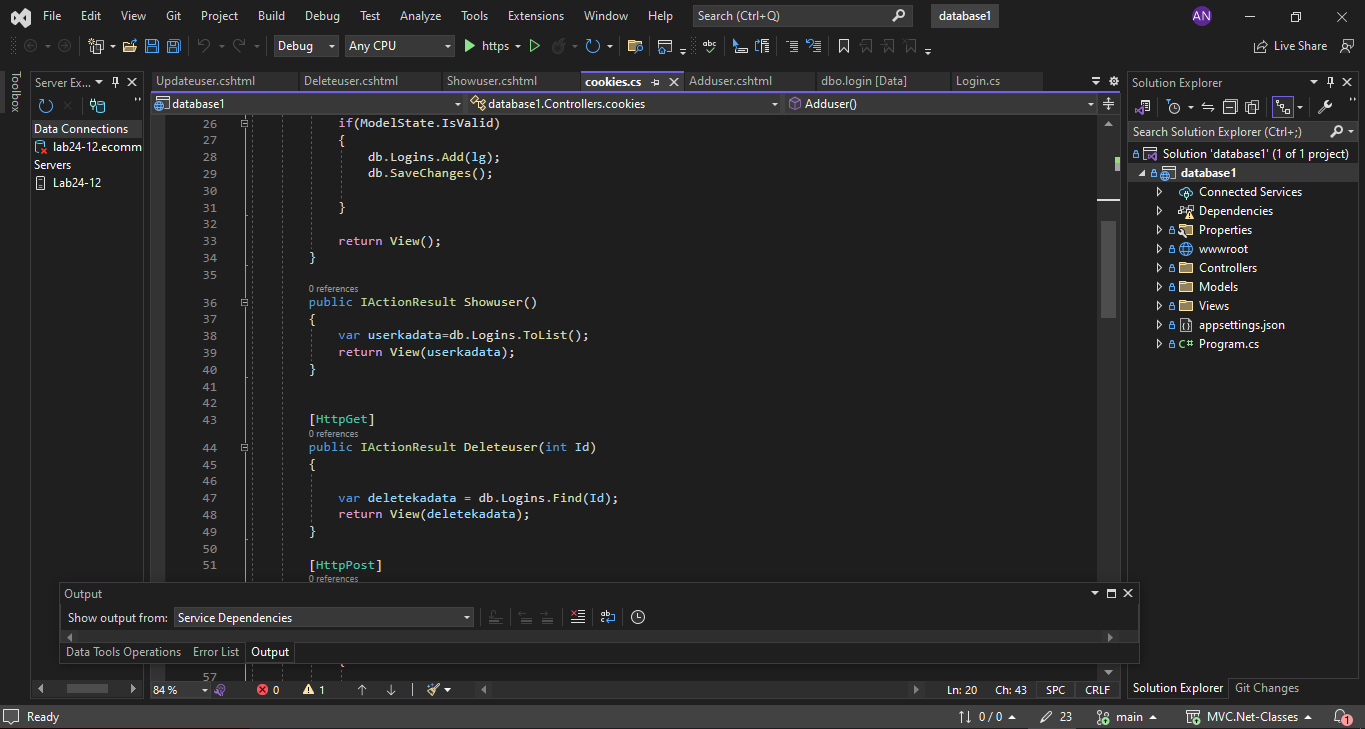 File Edit View Git Project Build Debug Test Analyze Tools Extensions Window Help Search (Ctrl+Q) database1 AN
Debug Any CPU https Live Share
Toolbox
Server Ex...
Data Connections
lab24-12.ecomm
Servers
Lab24-12
Updateuser.cshtml Deleteuser.cshtml Showuser.cshtml cookies.cs Adduser.cshtml dbo.login [Data] Login.cs
database1 database1.Controllers.cookies Adduser()
26 if(ModelState.IsValid)
27 {
28 db.Logins.Add(lg);
29 db.SaveChanges();
30
31 }
32
33 return View();
34 }
35
0 references
36 public IActionResult Showuser()
37 {
38 var userkadata=db.Logins.ToList();
39 return View(userkadata);
40 }
41
42
43 [HttpGet]
0 references
44 public IActionResult Deleteuser(int Id)
45 {
46
47 var deletekadata = db.Logins.Find(Id);
48 return View(deletekadata);
49 }
50
51 [HttpPost]
0 references
Output
Show output from: Service Dependencies
Data Tools Operations Error List Output
57 {
84 % 0 1 Ln: 20 Ch: 43 SPC CRLF
Solution Explorer
Search Solution Explorer (Ctrl+;)
Solution 'database1' (1 of 1 project)
database1
Connected Services
Dependencies
Properties
wwwroot
Controllers
Models
Views
appsettings.json
C# Program.cs
Solution Explorer Git Changes
Ready 0 / 0 23 main MVC.Net-Classes 1